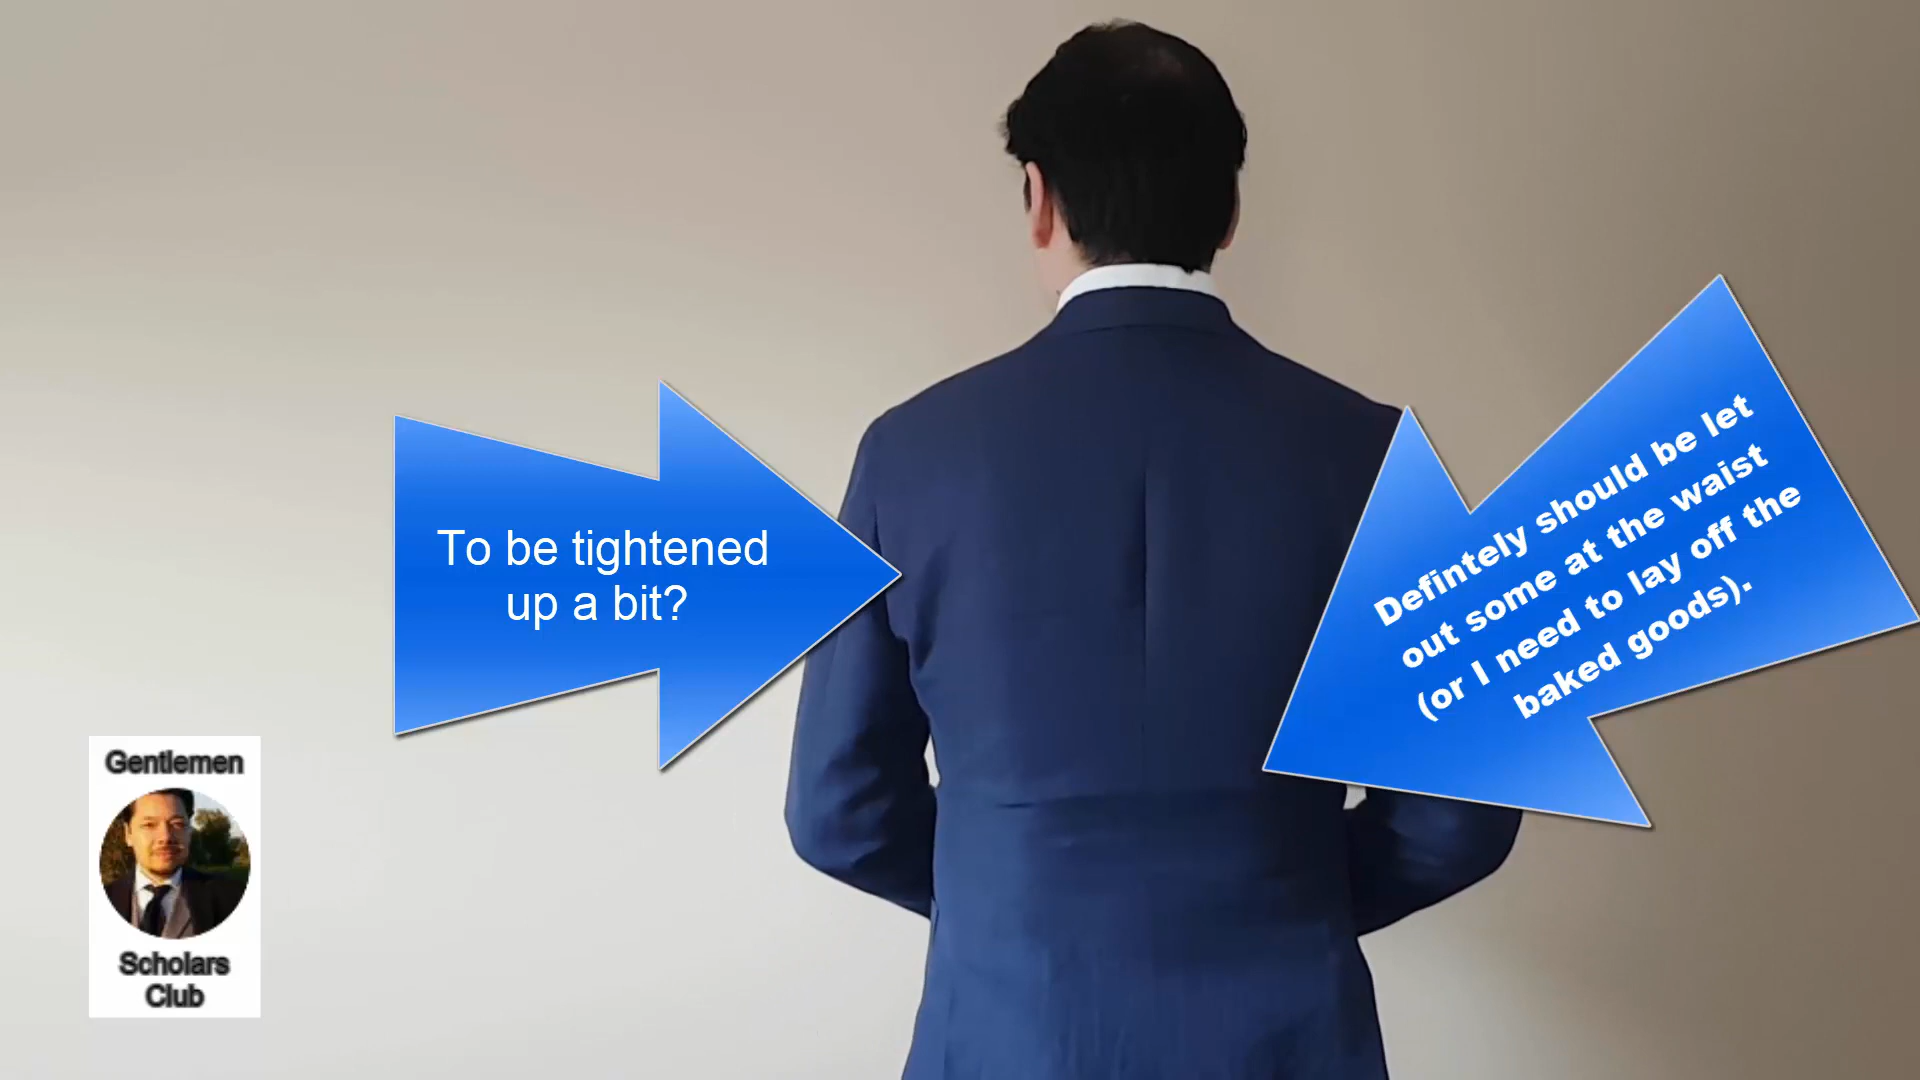 To be tightened
up a bit?
Defintely should be let
out some at the waist
(or I need to lay off the
baked goods).
Gentlemen
Scholars
Club